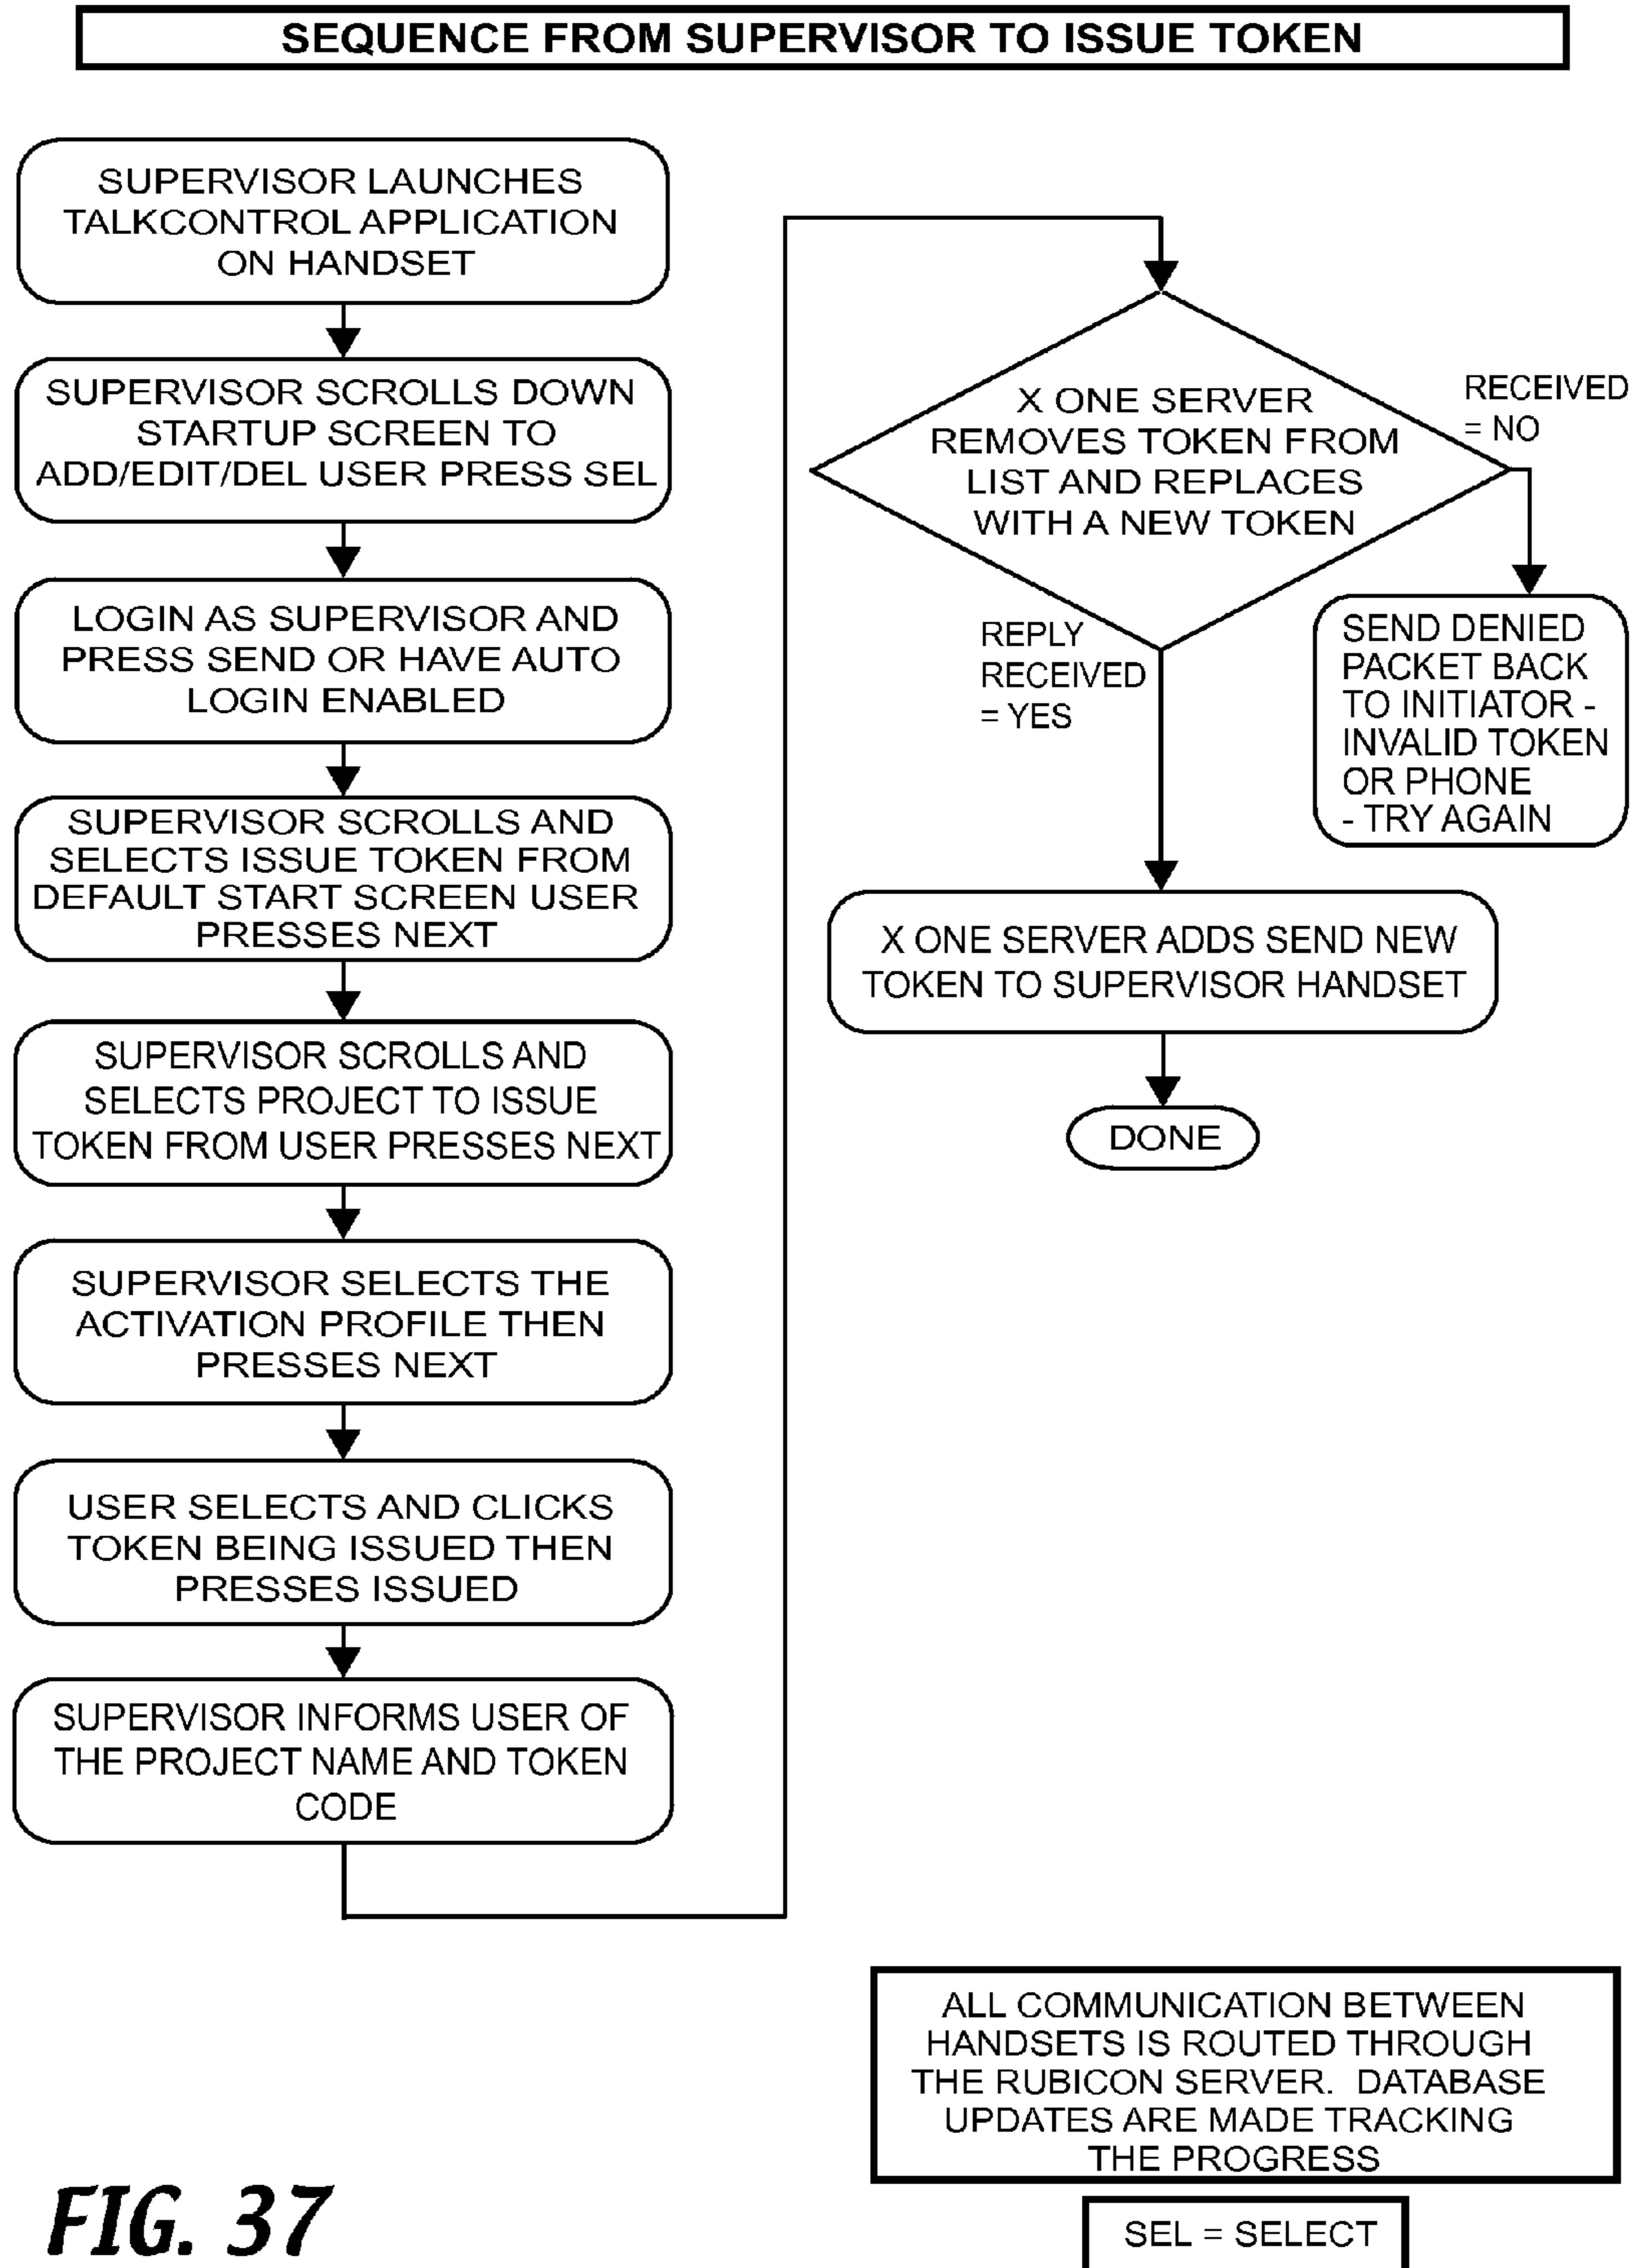 SEQUENCE FROM SUPERVISOR TO ISSUE TOKEN
SUPERVISOR LAUNCHES
TALKCONTROL APPLICATION
ON HANDSET
SUPERVISOR SCROLLS DOWN
STARTUP SCREEN TO
ADD/EDIT/DEL USER PRESS SEL
LOGIN AS SUPERVISOR AND
PRESS SEND OR HAVE AUTO
LOGIN ENABLED
SUPERVISOR SCROLLS AND
SELECTS ISSUE TOKEN FROM
DEFAULT START SCREEN USER
PRESSES NEXT
SUPERVISOR SCROLLS AND
SELECTS PROJECT TO ISSUE
TOKEN FROM USER PRESSES NEXT
SUPERVISOR SELECTS THE
ACTIVATION PROFILE THEN
PRESSES NEXT
USER SELECTS AND CLICKS
TOKEN BEING ISSUED THEN
PRESSES ISSUED
SUPERVISOR INFORMS USER OF
THE PROJECT NAME AND TOKEN
CODE
X ONE SERVER
REMOVES TOKEN FROM
LIST AND REPLACES
WITH A NEW TOKEN
RECEIVED
= NO
SEND DENIED
PACKET BACK
TO INITIATOR -
INVALID TOKEN
OR PHONE
- TRY AGAIN
REPLY
RECEIVED
= YES
X ONE SERVER ADDS SEND NEW
TOKEN TO SUPERVISOR HANDSET
DONE
ALL COMMUNICATION BETWEEN
HANDSETS IS ROUTED THROUGH
THE RUBICON SERVER. DATABASE
UPDATES ARE MADE TRACKING
THE PROGRESS
SEL = SELECT
FIG. 37